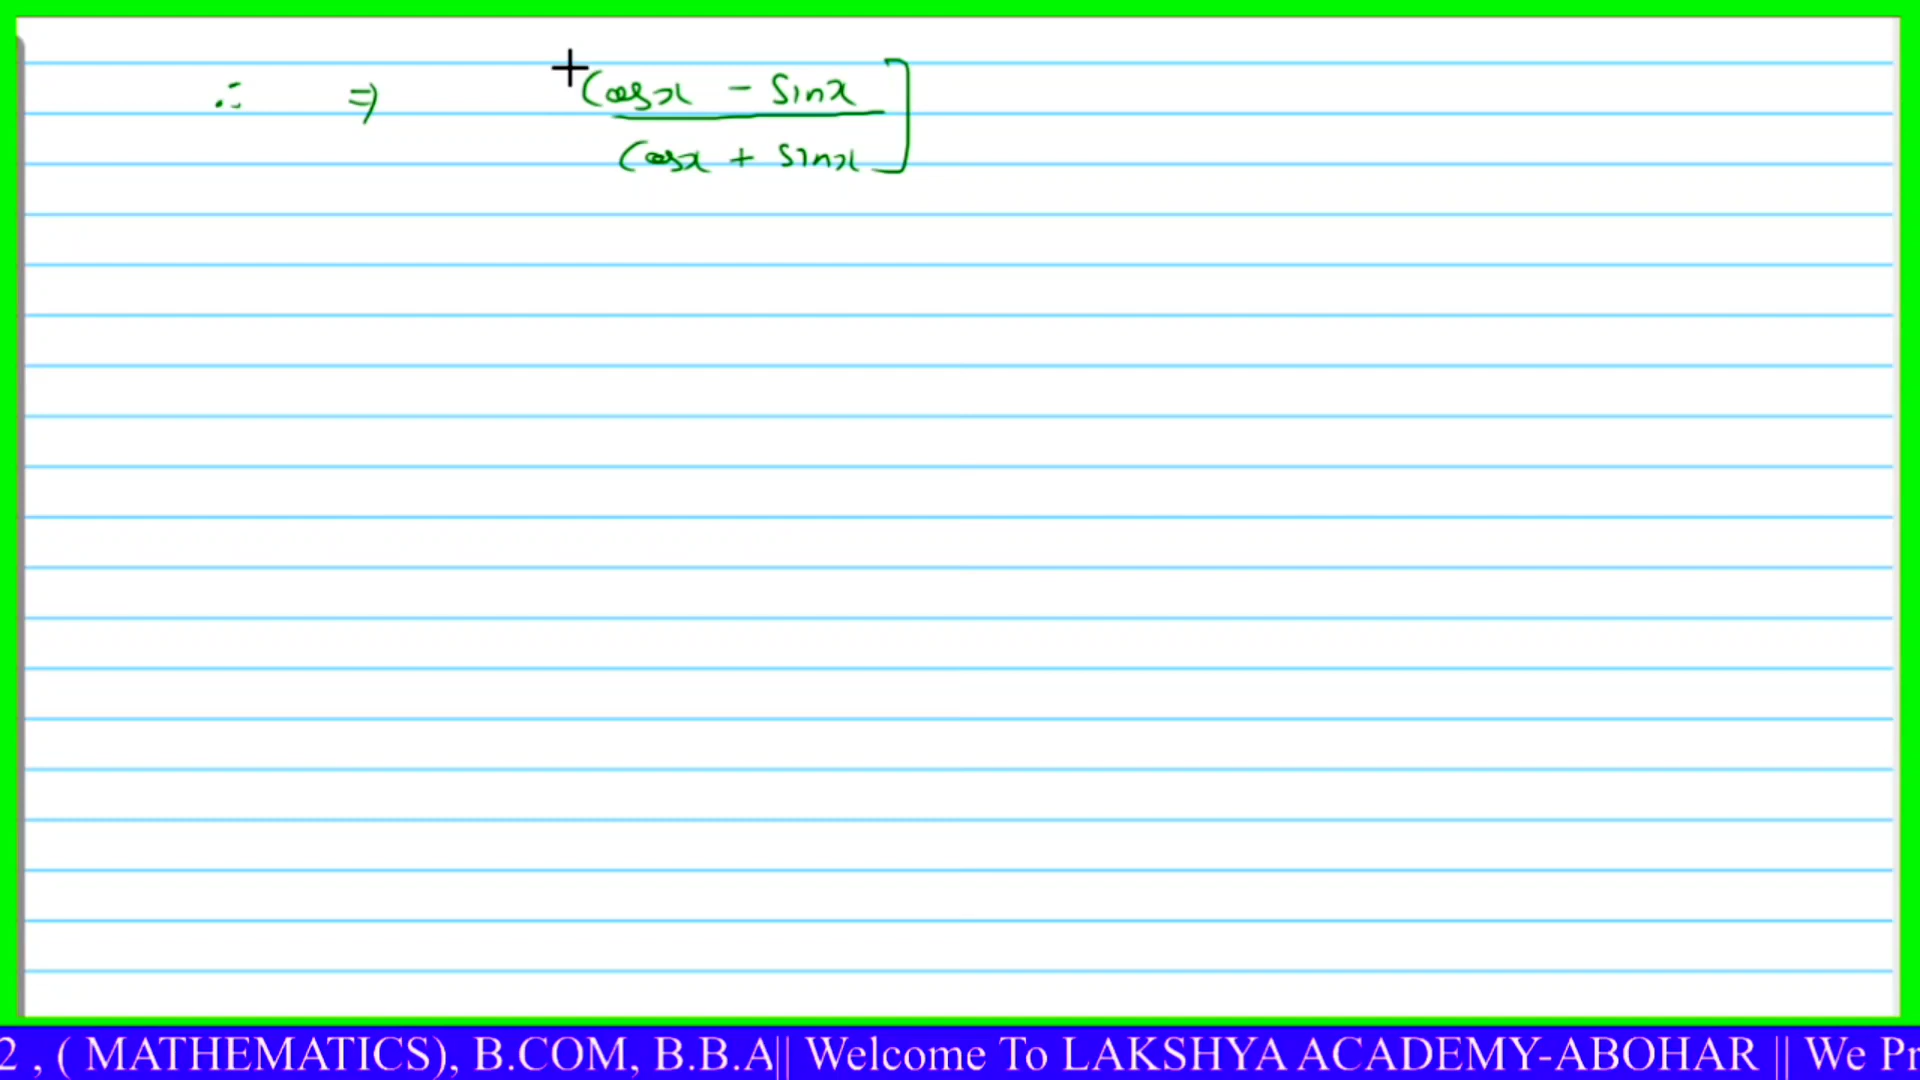 ∴ ⇒ Cosx - Sinx ]
Cosx + Sinx
2 , ( MATHEMATICS), B.COM, B.B.A|| Welcome To LAKSHYA ACADEMY-ABOHAR || We Pr